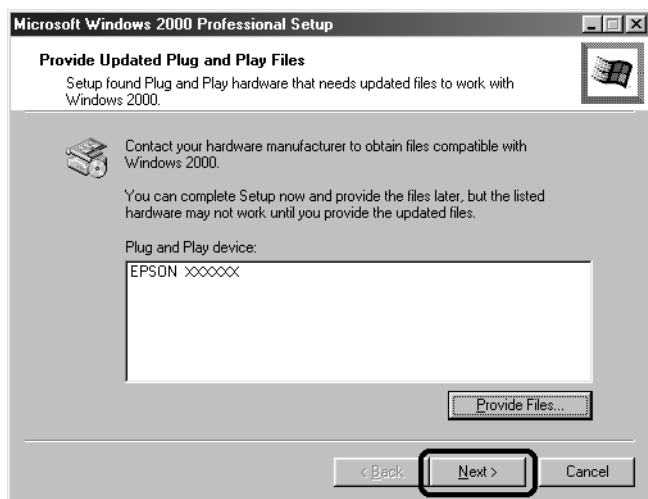 Microsoft Windows 2000 Professional Setup
Provide Updated Plug and Play Files
Setup found Plug and Play hardware that needs updated files to work with
Windows 2000.
Contact your hardware manufacturer to obtain files compatible with
Windows 2000.
You can complete Setup now and provide the files later, but the listed
hardware may not work until you provide the updated files.
Plug and Play device:
EPSON XXXXXX
Provide Files...
< Back
Next >
Cancel